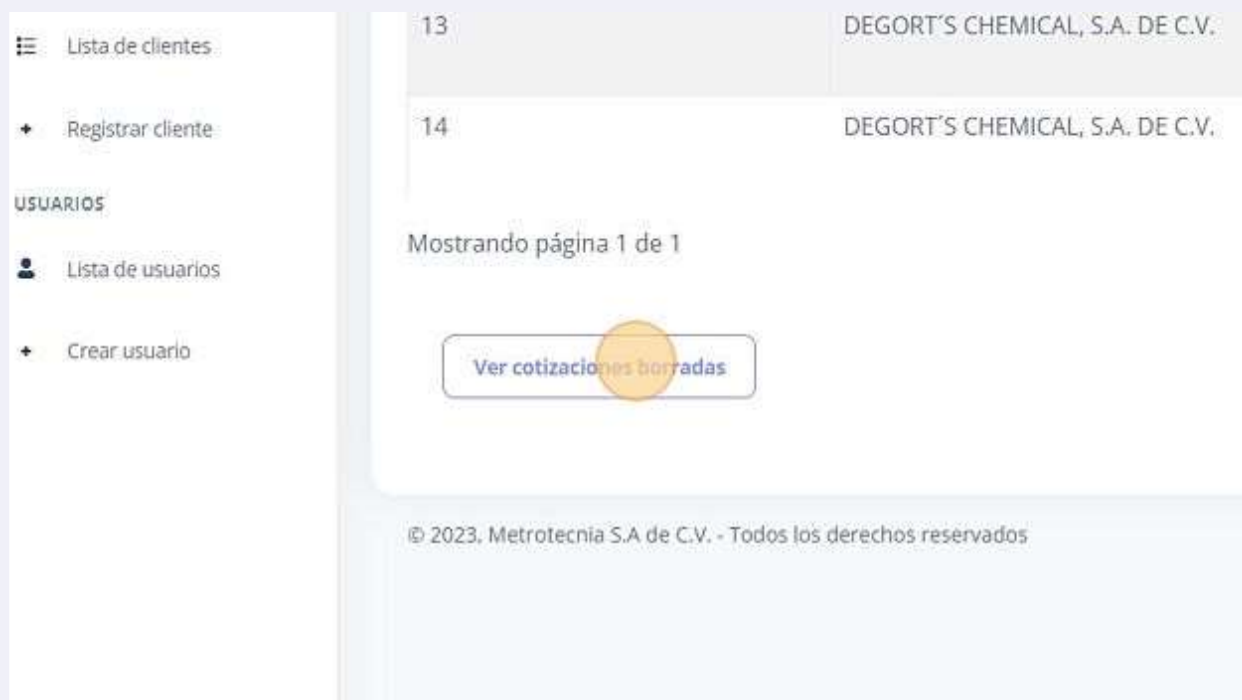 Lista de clientes
Registrar cliente
USUARIOS
Lista de usuarios
Crear usuario
13 DEGORT´S CHEMICAL, S.A. DE C.V.
14 DEGORT´S CHEMICAL, S.A. DE C.V.
Mostrando página 1 de 1
Ver cotizaciones borradas
© 2023, Metrotecnia S.A de C.V. - Todos los derechos reservados